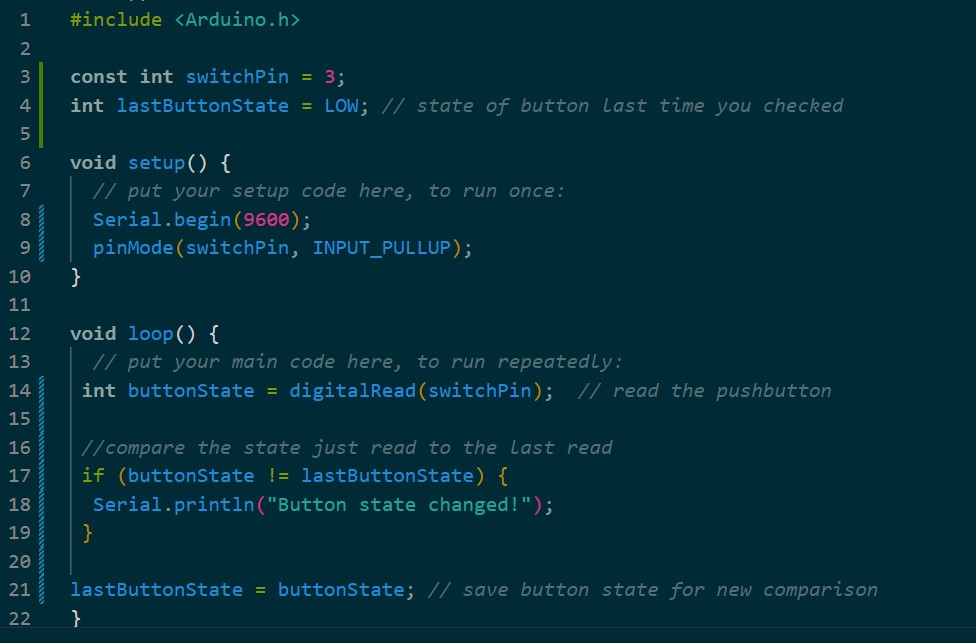 1 #include <Arduino.h>
2
3 const int switchPin = 3;
4 int lastButtonState = LOW; // state of button last time you checked
5
6 void setup() {
7 // put your setup code here, to run once:
8 Serial.begin(9600);
9 pinMode(switchPin, INPUT_PULLUP);
10 }
11
12 void loop() {
13 // put your main code here, to run repeatedly:
14 int buttonState = digitalRead(switchPin); // read the pushbutton
15
16 //compare the state just read to the last read
17 if (buttonState != lastButtonState) {
18 Serial.println("Button state changed!");
19 }
20
21 lastButtonState = buttonState; // save button state for new comparison
22 }